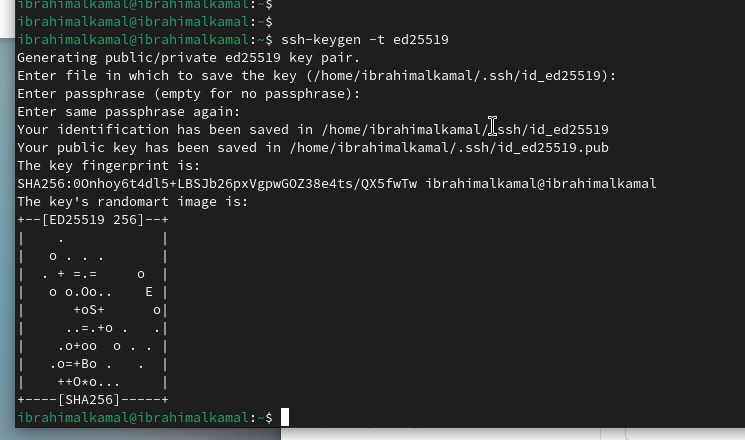 ibrahimalkamal@ibrahimalkamal:~$
ibrahimalkamal@ibrahimalkamal:~$
ibrahimalkamal@ibrahimalkamal:~$ ssh-keygen -t ed25519
Generating public/private ed25519 key pair.
Enter file in which to save the key (/home/ibrahimalkamal/.ssh/id_ed25519):
Enter passphrase (empty for no passphrase):
Enter same passphrase again:
Your identification has been saved in /home/ibrahimalkamal/.ssh/id_ed25519
Your public key has been saved in /home/ibrahimalkamal/.ssh/id_ed25519.pub
The key fingerprint is:
SHA256:0Onhoy6t4dl5+LBSJb26pxVgpwGOZ38e4ts/QX5fwTw ibrahimalkamal@ibrahimalkamal
The key's randomart image is:
+--[ED25519 256]--+
|    .            |
|   o . . .       |
|  . + =.=     o  |
|   o o.Oo..    E |
|      +oS+      o|
|     ..=.+o .   .|
|    .o+oo  o . . |
|   .o=+Bo .   .  |
|    ++O*o...     |
+----[SHA256]-----+
ibrahimalkamal@ibrahimalkamal:~$